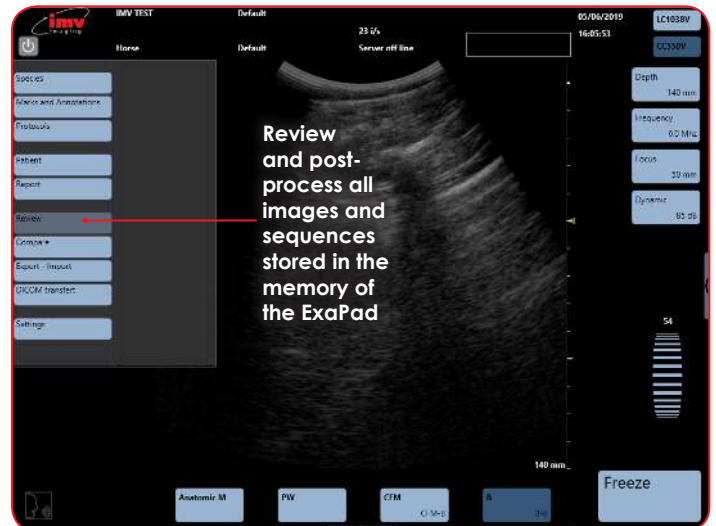 imv
imaging
IMV TEST
Default
23 i/s
05/06/2019
LC1038V
Horse
Default
Server off line
16:05:53
CC350V
Species
Marks and Annotations
Protocols
Patient
Report
Review
Compare
Export - Import
DICOM transfert
Settings
Review
and post-
process all
images and
sequences
stored in the
memory of
the ExaPad
Depth
140 mm
Frequency
6.0 MHz
Focus
50 mm
Dynamic
65 dB
54
140 mm
Freeze
Anatomic M
PW
CFM
CFM+B
B